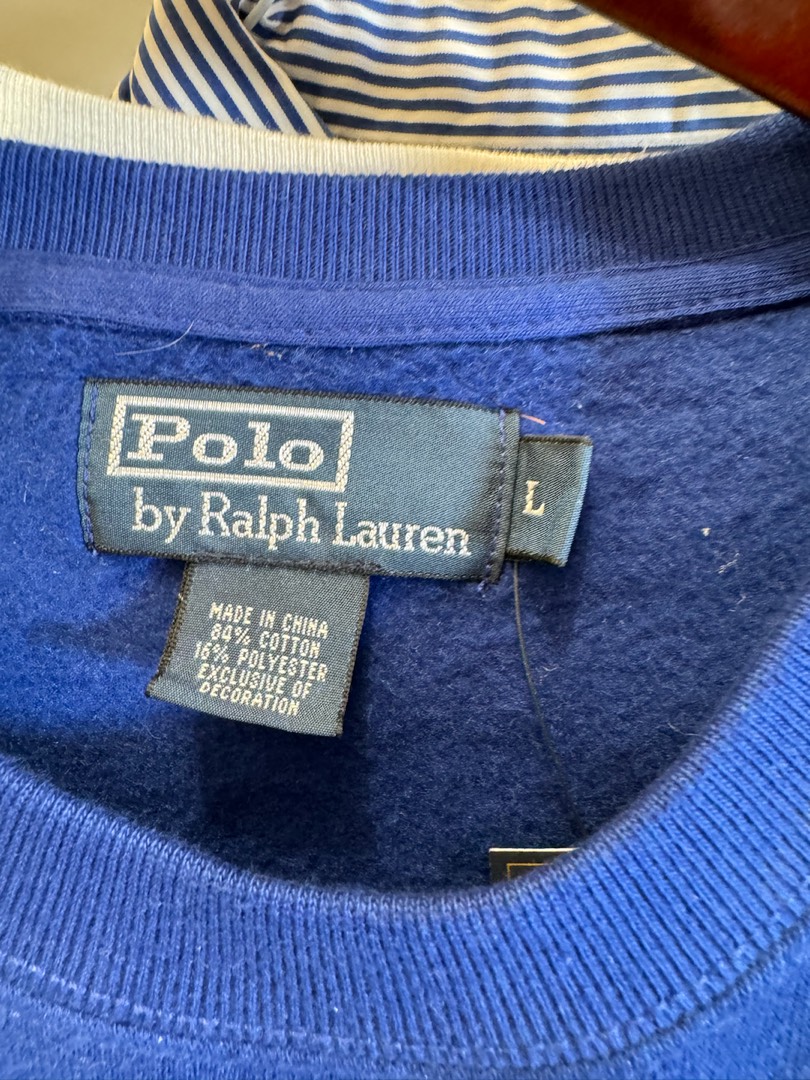 Polo
by Ralph Lauren
L
MADE IN CHINA
84% COTTON
16% POLYESTER
EXCLUSIVE OF
DECORATION